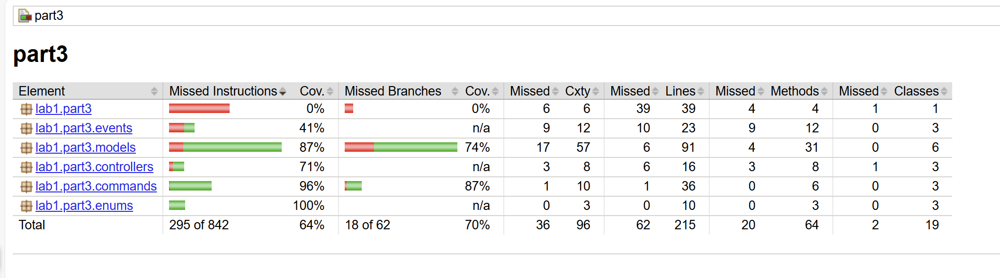 part3
part3
Element Missed Instructions Cov. Missed Branches Cov. Missed Cxty Missed Lines Missed Methods Missed Classes
lab1.part3 0% 0% 6 6 39 39 4 4 1 1
lab1.part3.events 41% n/a 9 12 10 23 9 12 0 3
lab1.part3.models 87% 74% 17 57 6 91 4 31 0 6
lab1.part3.controllers 71% n/a 3 8 6 16 3 8 1 3
lab1.part3.commands 96% 87% 1 10 1 36 0 6 0 3
lab1.part3.enums 100% n/a 0 3 0 10 0 3 0 3
Total 295 of 842 64% 18 of 62 70% 36 96 62 215 20 64 2 19